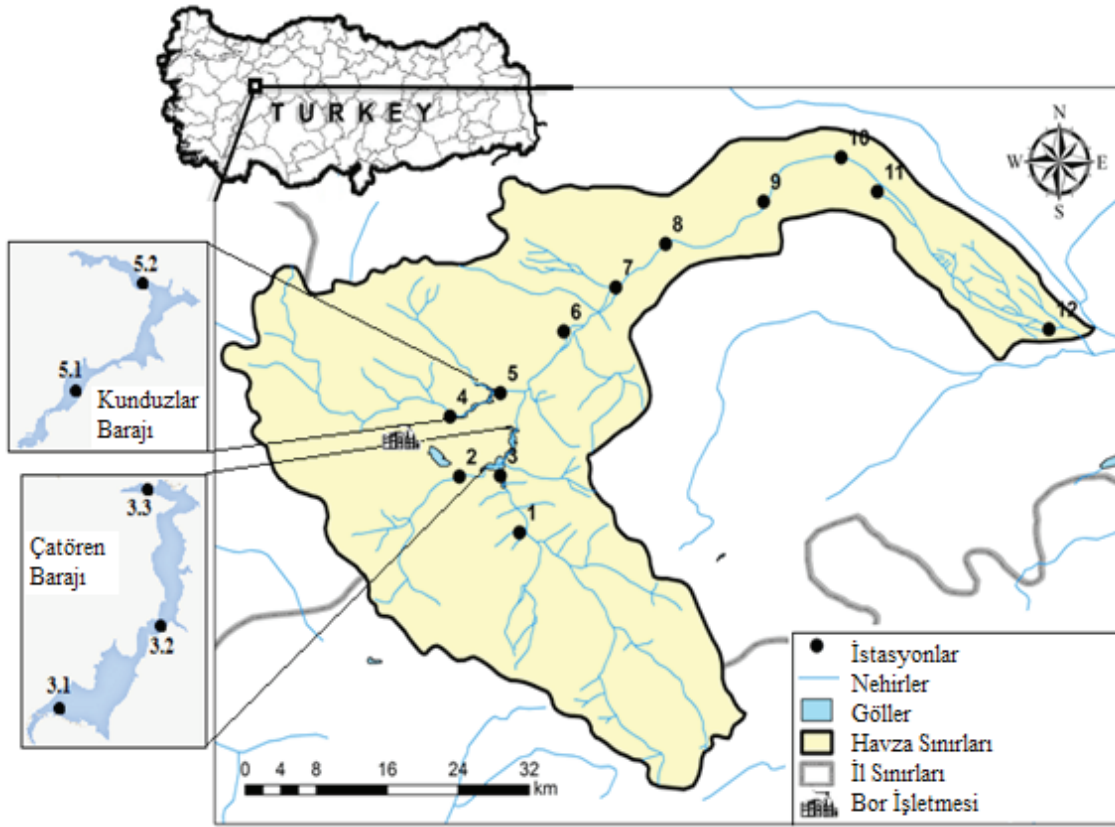 TURKEY
N
W E
S
10
11
9
8
7
12
6
5.2
5.1
Kunduzlar
Barajı
5
4
2
3
1
3.3
Çatören
Barajı
3.2
3.1
İstasyonlar
Nehirler
Göller
Havza Sınırları
İl Sınırları
Bor İşletmesi
0 4 8 16 24 32
km